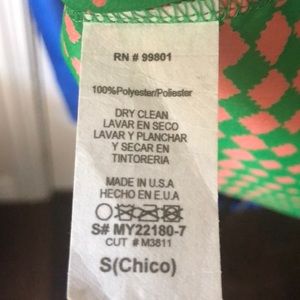 RN # 99801
100%Polyester/Poliester
DRY CLEAN
LAVAR EN SECO
LAVAR Y PLANCHAR
Y SECAR EN
TINTORERIA
MADE IN U.S.A
HECHO EN E.U.A
S# MY22180-7
CUT # M3811
S(Chico)